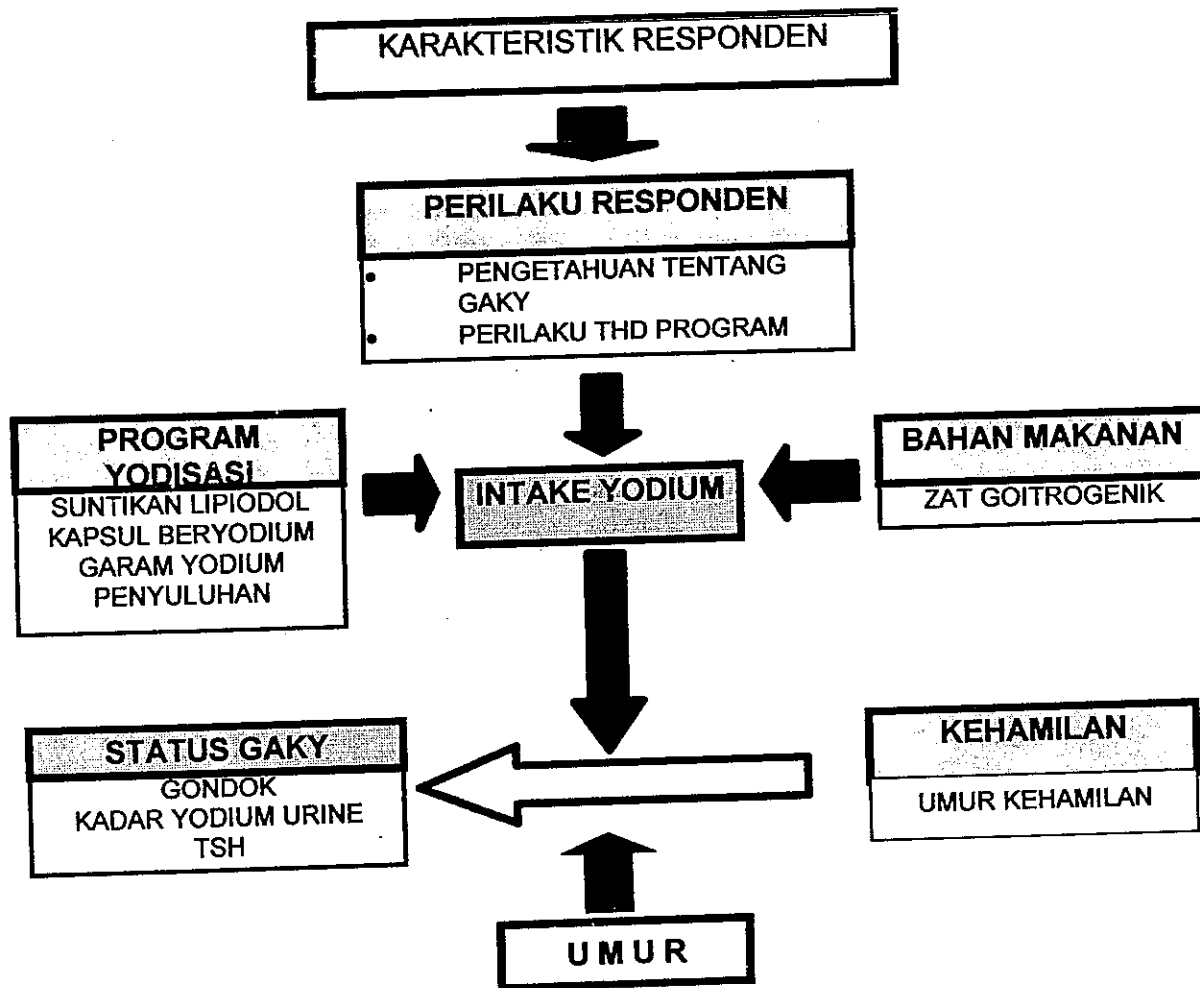 KARAKTERISTIK RESPONDEN
PERILAKU RESPONDEN
• PENGETAHUAN TENTANG
GAKY
• PERILAKU THD PROGRAM
PROGRAM
YODISASI
SUNTIKAN LIPIODOL
KAPSUL BERYODIUM
GARAM YODIUM
PENYULUHAN
INTAKE YODIUM
BAHAN MAKANAN
ZAT GOITROGENIK
STATUS GAKY
GONDOK
KADAR YODIUM URINE
TSH
KEHAMILAN
UMUR KEHAMILAN
U M U R